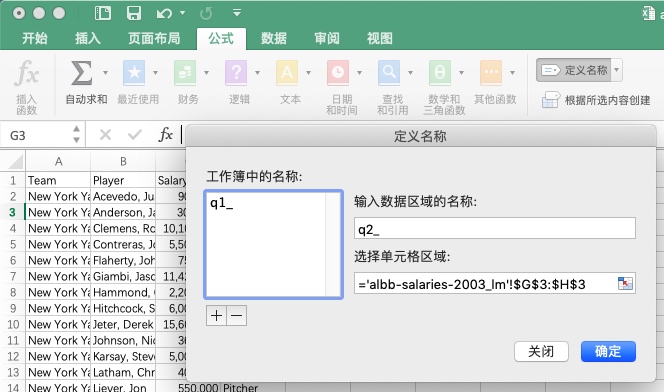 开始 插入 页面布局 公式 数据 审阅 视图
fx Σ ? A θ ...
插入函数 自动求和 最近使用 财务 逻辑 文本 日期和时间 查找和引用 数学和三角函数 其他函数
定义名称
根据所选内容创建
G3 fx
定义名称
工作簿中的名称:
q1_
输入数据区域的名称:
q2_
选择单元格区域:
='albb-salaries-2003_lm'!$G$3:$H$3
+ −
关闭 确定
A B
1 Team Player Salary
2 New York Ya Acevedo, Ju 90
3 New York Ya Anderson, Ja 30
4 New York Ya Clemens, Ro 10,10
5 New York Ya Contreras, Jo 5,50
6 New York Ya Flaherty, Joh 75
7 New York Ya Giambi, Jaso 11,42
8 New York Ya Hammond, 2,20
9 New York Ya Hitchcock, S 6,00
10 New York Ya Jeter, Derek 15,60
11 New York Ya Johnson, Nic 36
12 New York Ya Karsay, Steve 5,00
13 New York Ya Latham, Chr 40
14 New York Ya Liever, Jon 550,000 Pitcher